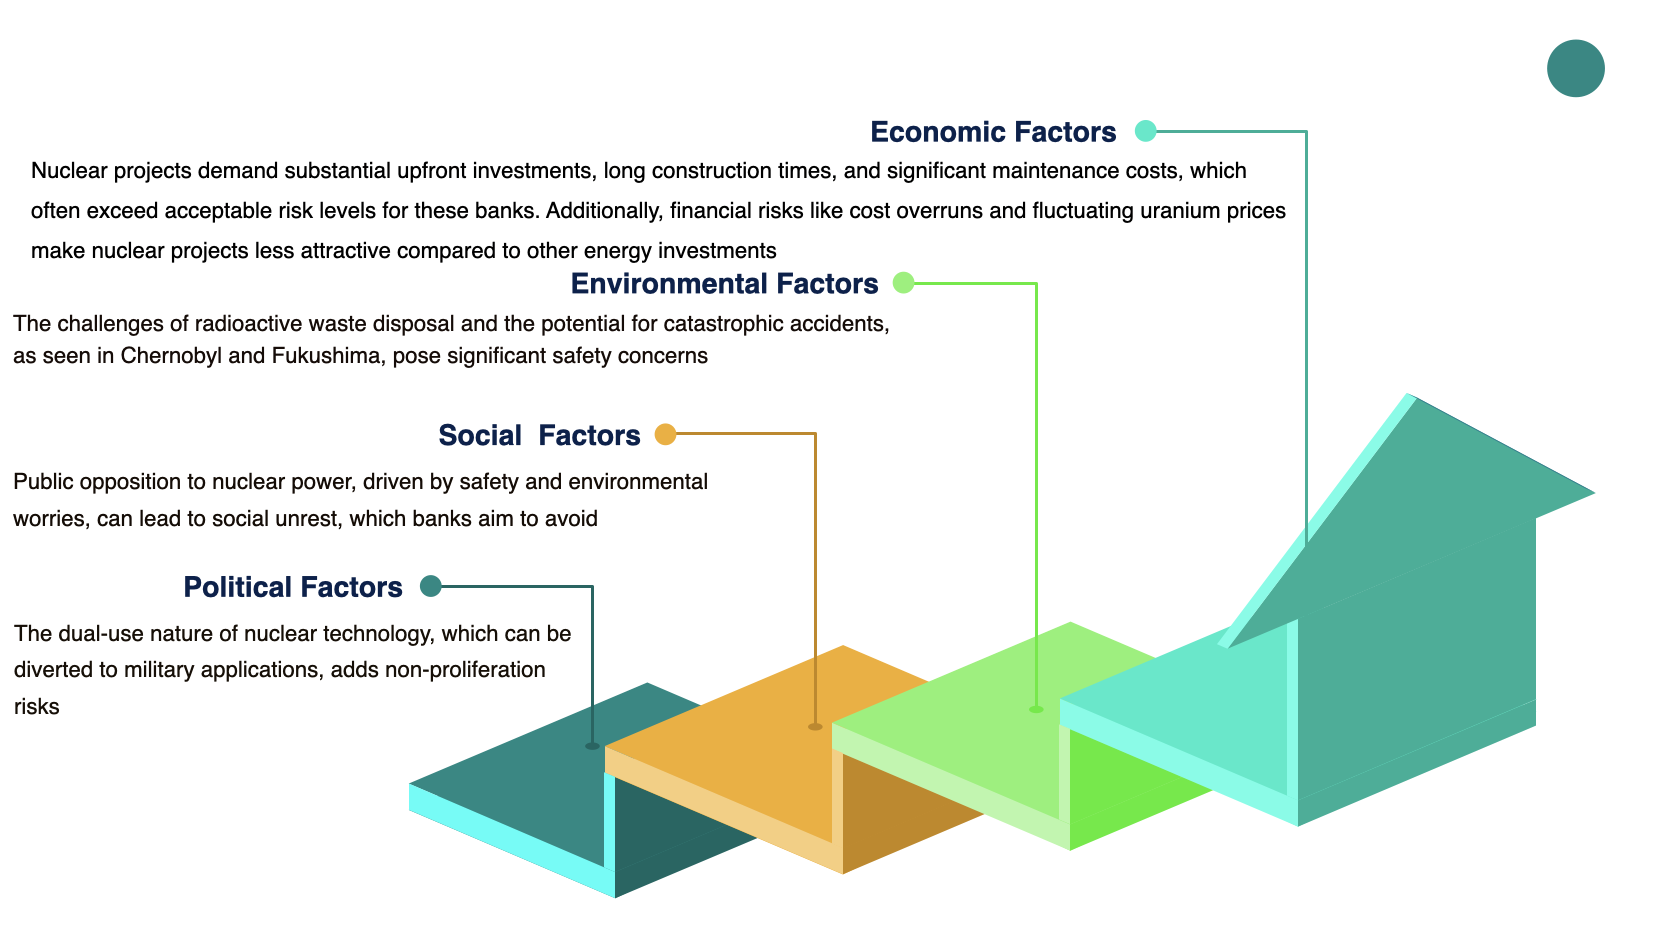 Economic Factors
Nuclear projects demand substantial upfront investments, long construction times, and significant maintenance costs, which
often exceed acceptable risk levels for these banks. Additionally, financial risks like cost overruns and fluctuating uranium prices
make nuclear projects less attractive compared to other energy investments
Environmental Factors
The challenges of radioactive waste disposal and the potential for catastrophic accidents,
as seen in Chernobyl and Fukushima, pose significant safety concerns
Social  Factors
Public opposition to nuclear power, driven by safety and environmental
worries, can lead to social unrest, which banks aim to avoid
Political Factors
The dual-use nature of nuclear technology, which can be
diverted to military applications, adds non-proliferation
risks